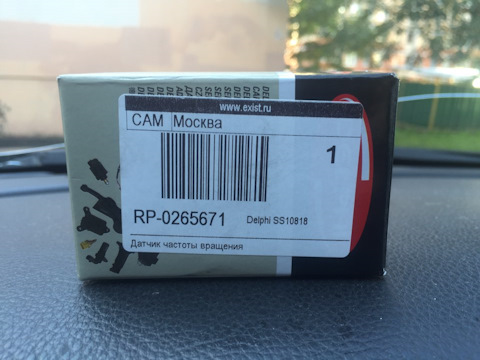 www.exist.ru
САМ Москва
1
RP-0265671 Delphi SS10818
Датчик частоты вращения